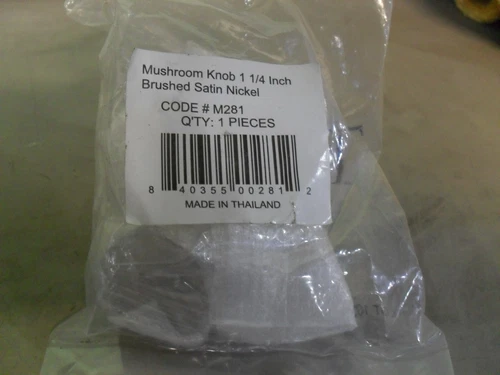 Mushroom Knob 1 1/4 Inch
Brushed Satin Nickel
CODE # M281
Q'TY: 1 PIECES
8 40355 00281 2
MADE IN THAILAND